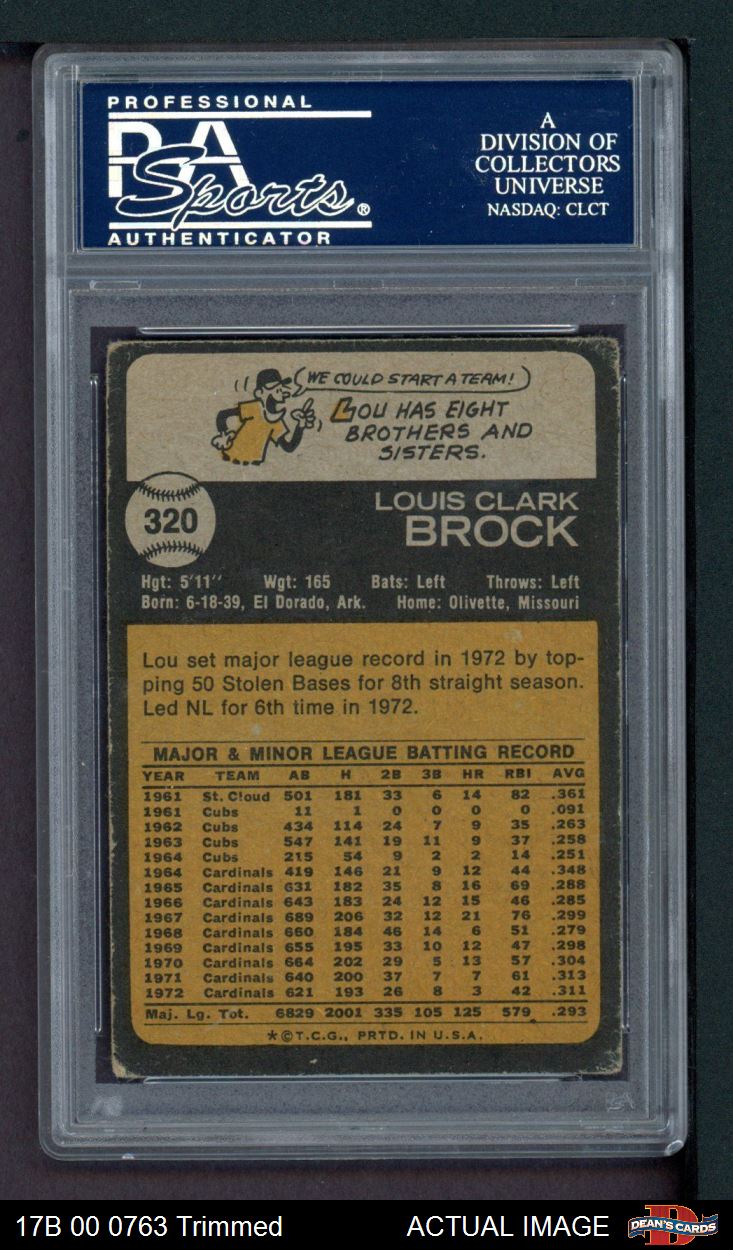 PROFESSIONAL
PSA
Sports®
AUTHENTICATOR
A
DIVISION OF
COLLECTORS
UNIVERSE
NASDAQ: CLCT
WE COULD START A TEAM!
LOU HAS EIGHT
BROTHERS AND
SISTERS.
320
LOUIS CLARK
BROCK
Hgt: 5'11'' Wgt: 165 Bats: Left Throws: Left
Born: 6-18-39, El Dorado, Ark. Home: Olivette, Missouri
Lou set major league record in 1972 by top-
ping 50 Stolen Bases for 8th straight season.
Led NL for 6th time in 1972.
MAJOR & MINOR LEAGUE BATTING RECORD
YEAR TEAM AB H 2B 3B HR RBI AVG
1961 St. Cloud 501 181 33 6 14 82 .361
1961 Cubs 11 1 0 0 0 0 .091
1962 Cubs 434 114 24 7 9 35 .263
1963 Cubs 547 141 19 11 9 37 .258
1964 Cubs 215 54 9 2 2 14 .251
1964 Cardinals 419 146 21 9 12 44 .348
1965 Cardinals 631 182 35 8 16 69 .288
1966 Cardinals 643 183 24 12 15 46 .285
1967 Cardinals 689 206 32 12 21 76 .299
1968 Cardinals 660 184 46 14 6 51 .279
1969 Cardinals 655 195 33 10 12 47 .298
1970 Cardinals 664 202 29 5 13 57 .304
1971 Cardinals 640 200 37 7 7 61 .313
1972 Cardinals 621 193 26 8 3 42 .311
Maj. Lg. Tot. 6829 2001 335 105 125 579 .293
*©T.C.G., PRTD. IN U.S.A.
17B 00 0763 Trimmed ACTUAL IMAGE
DEAN'S CARDS